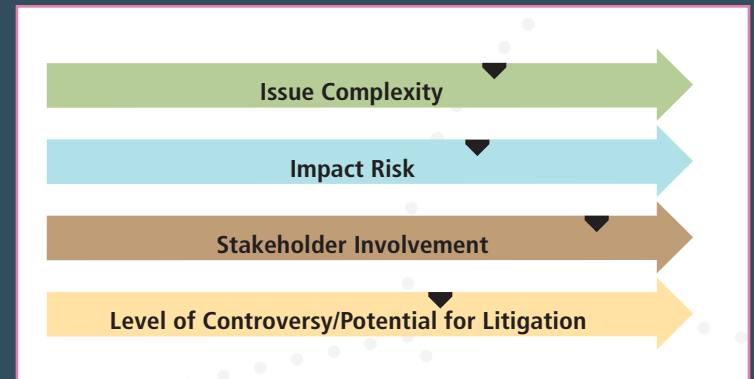 Issue Complexity
Impact Risk
Stakeholder Involvement
Level of Controversy/Potential for Litigation